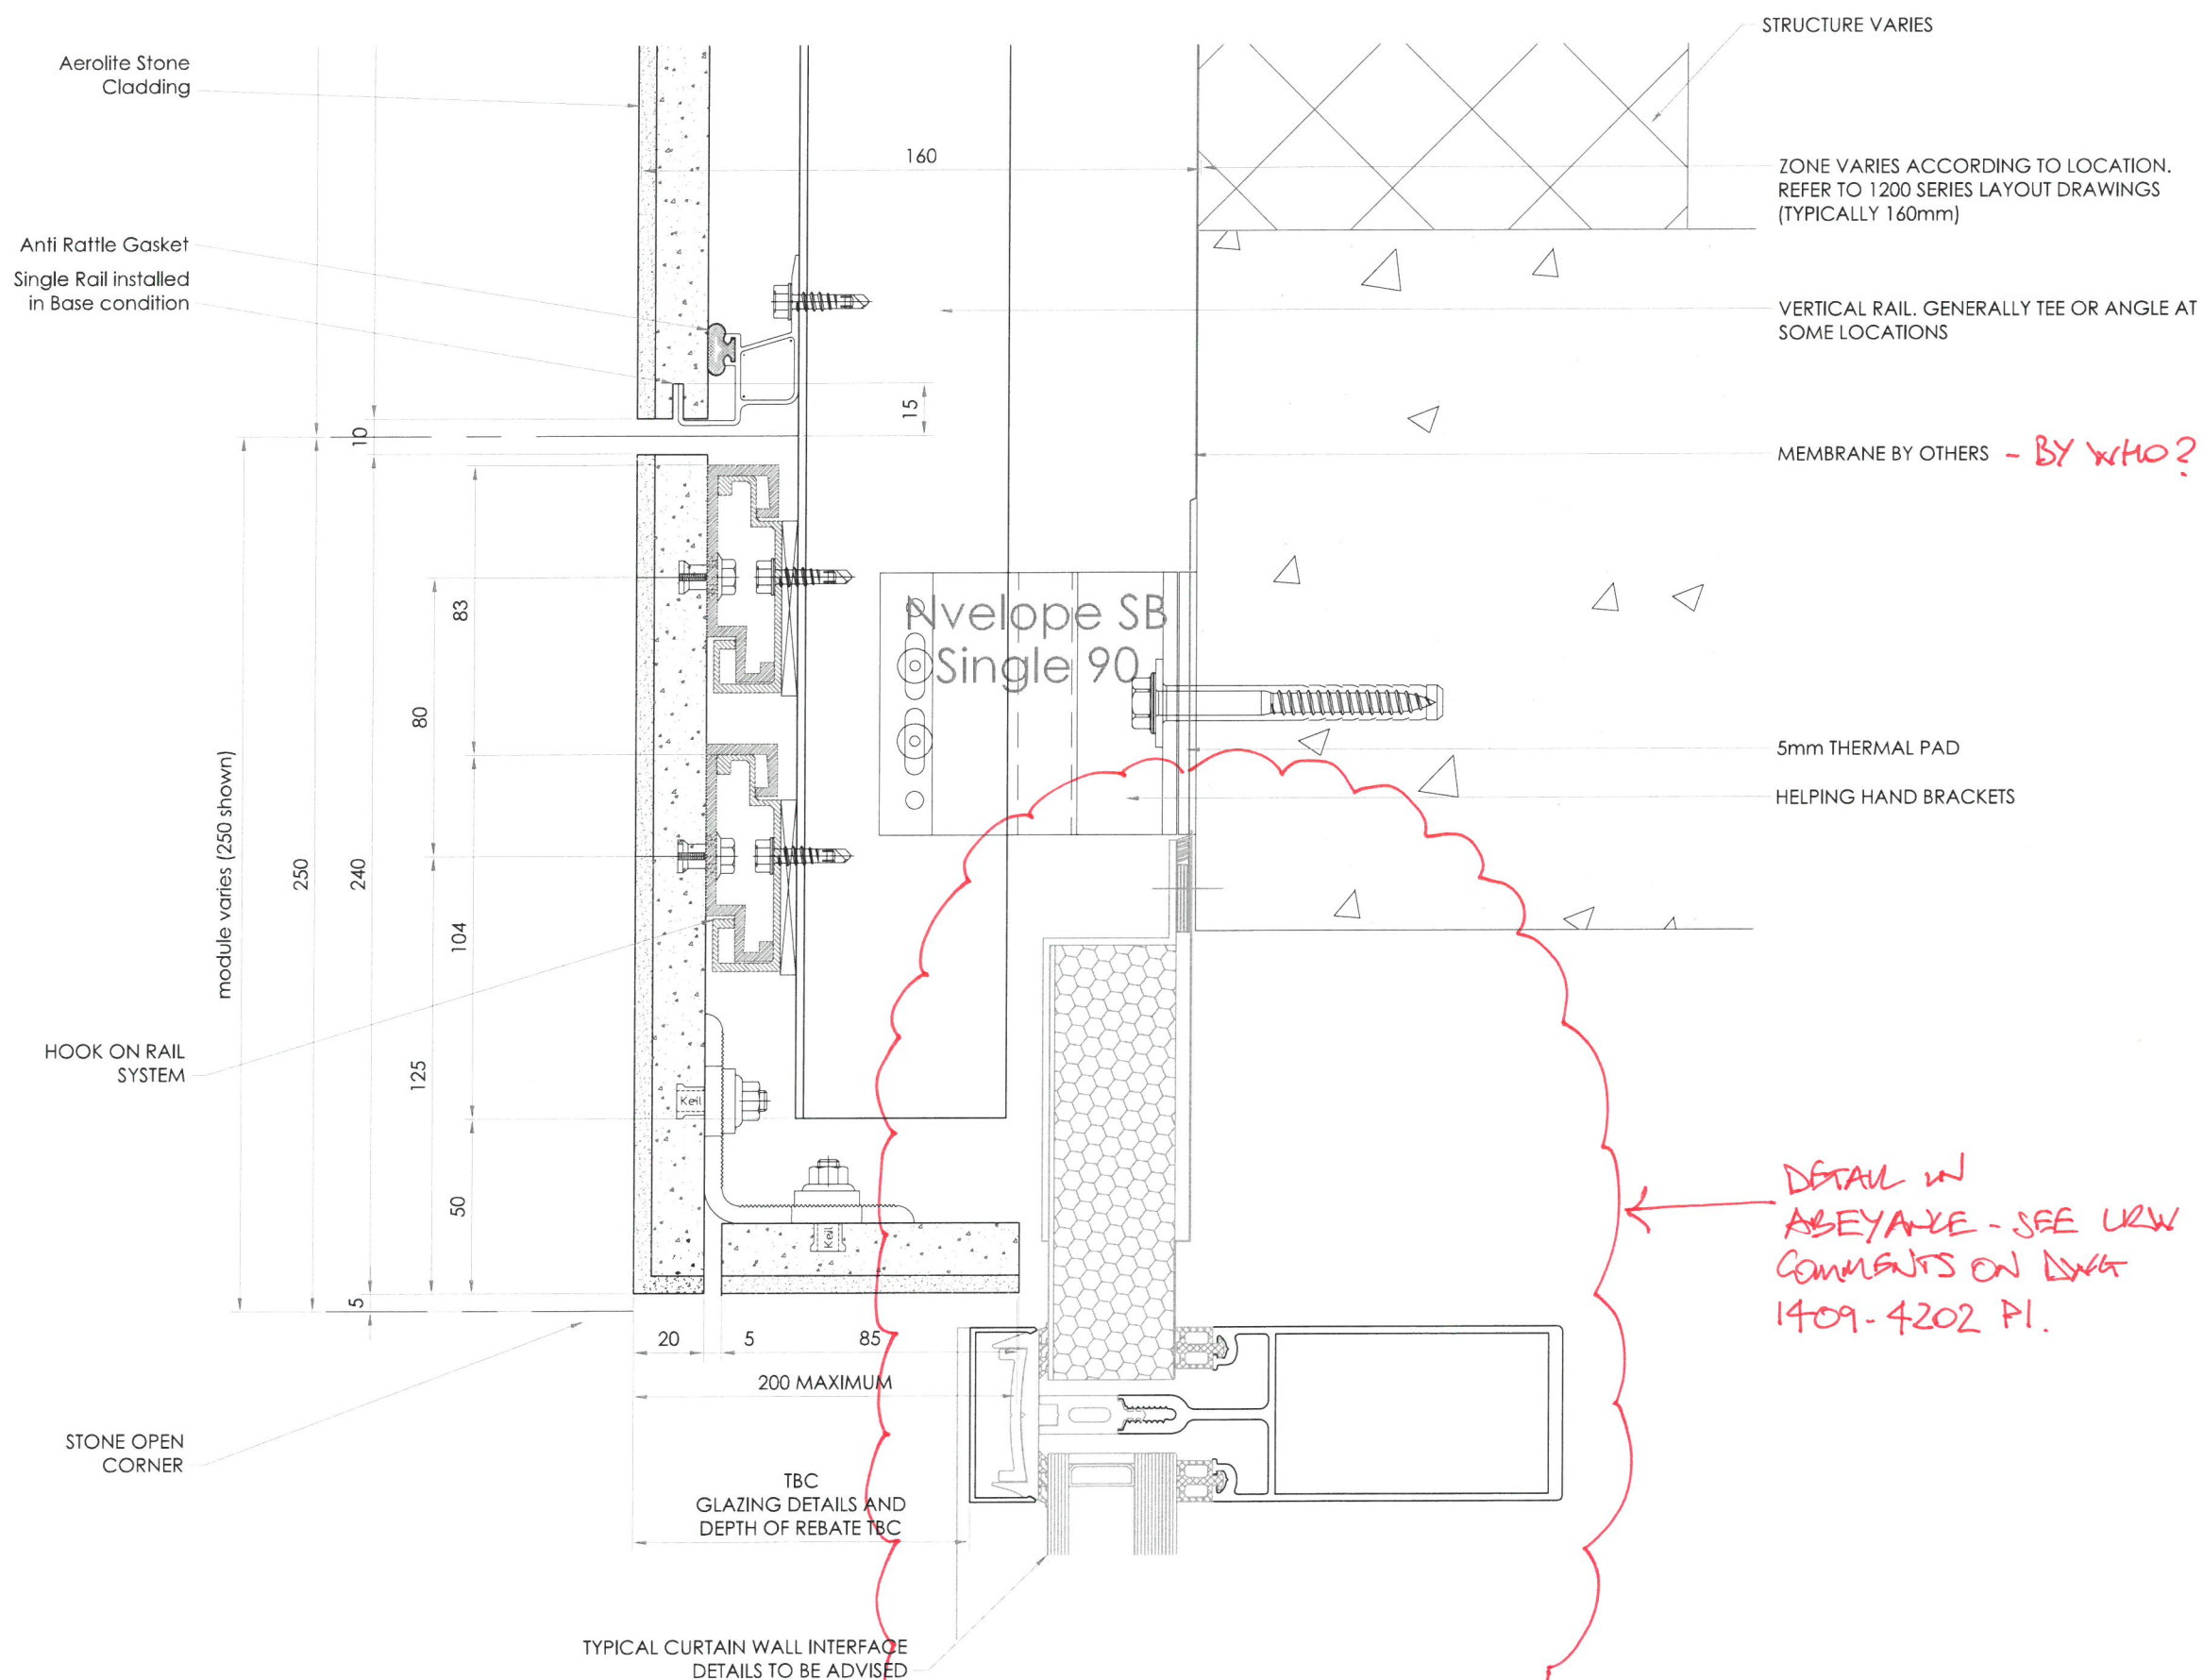 STRUCTURE VARIES
Aerolite Stone
Cladding
160
ZONE VARIES ACCORDING TO LOCATION.
REFER TO 1200 SERIES LAYOUT DRAWINGS
(TYPICALLY 160mm)
Anti Rattle Gasket
Single Rail installed
in Base condition
VERTICAL RAIL. GENERALLY TEE OR ANGLE AT
SOME LOCATIONS
15
10
MEMBRANE BY OTHERS - BY WHO?
Nvelope SB
Single 90
83
80
5mm THERMAL PAD
HELPING HAND BRACKETS
module varies (250 shown)
250
240
104
HOOK ON RAIL
SYSTEM
125
Keil
50
Keil
DETAIL IN
ABEYANCE - SEE URW
COMMENTS ON DWG
1409-4202 P1.
5
20
5
85
200 MAXIMUM
STONE OPEN
CORNER
TBC
GLAZING DETAILS AND
DEPTH OF REBATE TBC
TYPICAL CURTAIN WALL INTERFACE
DETAILS TO BE ADVISED